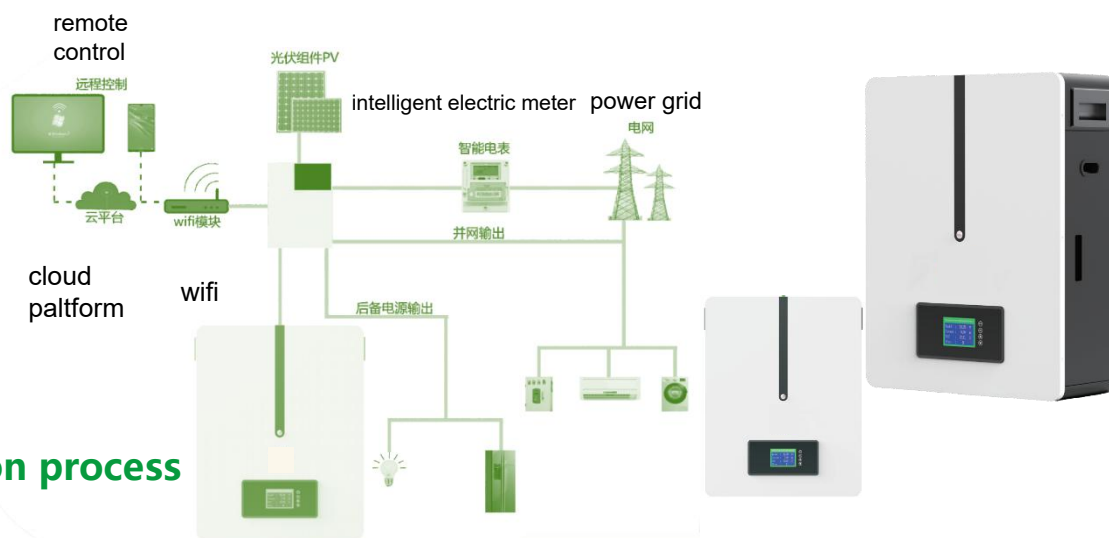 remote
control
远程控制
光伏组件PV
intelligent electric meter
power grid
智能电表
电网
云平台
wifi模块
并网输出
cloud
paltform
wifi
后备电源输出
on process